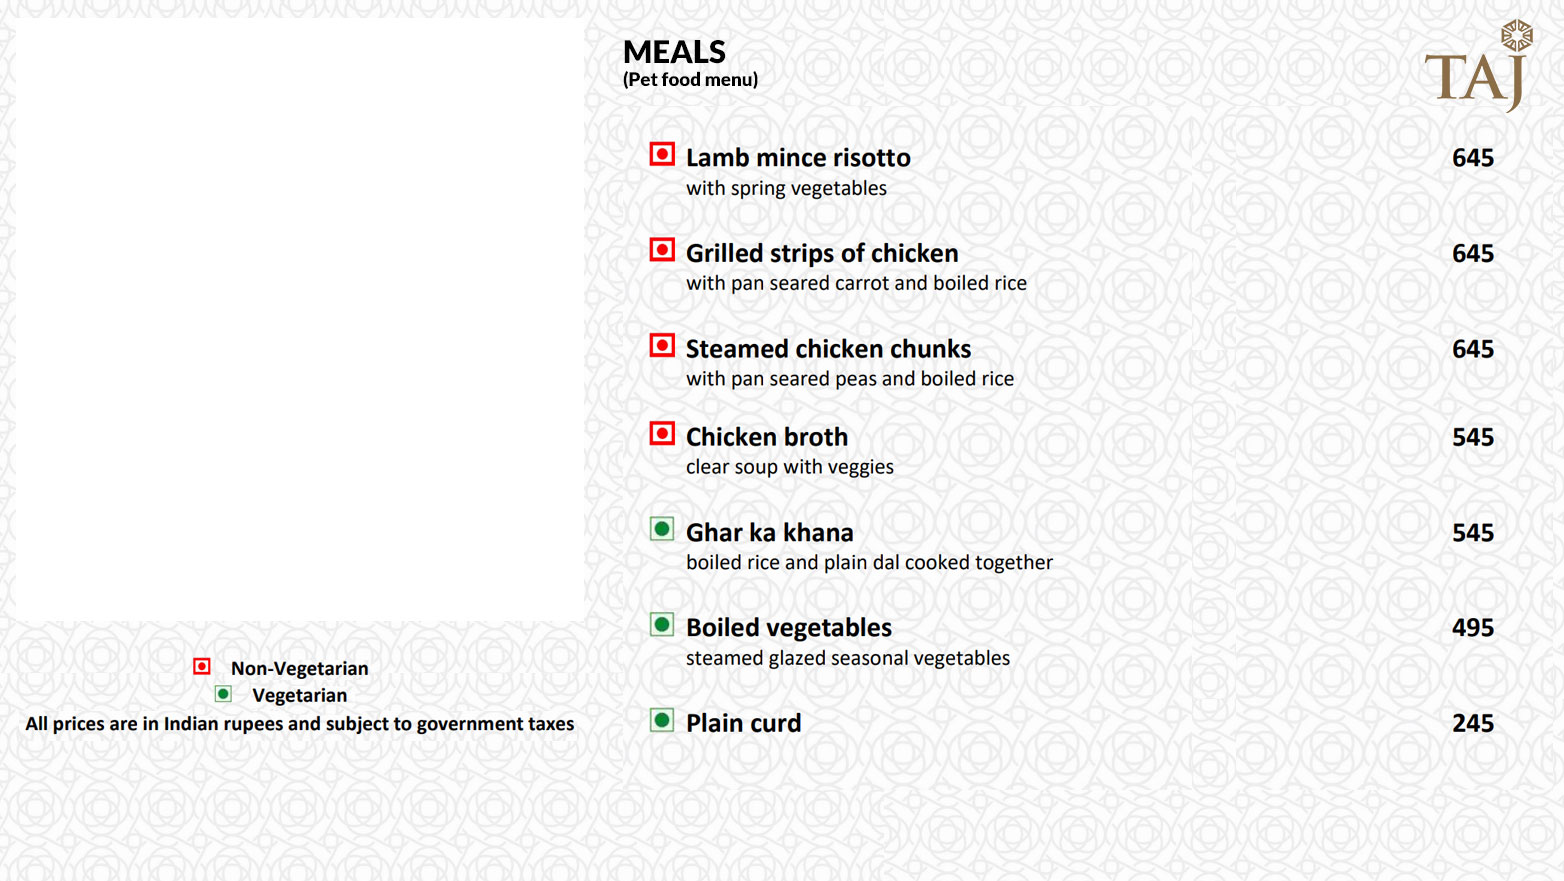 MEALS
(Pet food menu)
TAJ
Lamb mince risotto 645
with spring vegetables
Grilled strips of chicken 645
with pan seared carrot and boiled rice
Steamed chicken chunks 645
with pan seared peas and boiled rice
Chicken broth 545
clear soup with veggies
Ghar ka khana 545
boiled rice and plain dal cooked together
Boiled vegetables 495
steamed glazed seasonal vegetables
Plain curd 245
Non-Vegetarian
Vegetarian
All prices are in Indian rupees and subject to government taxes